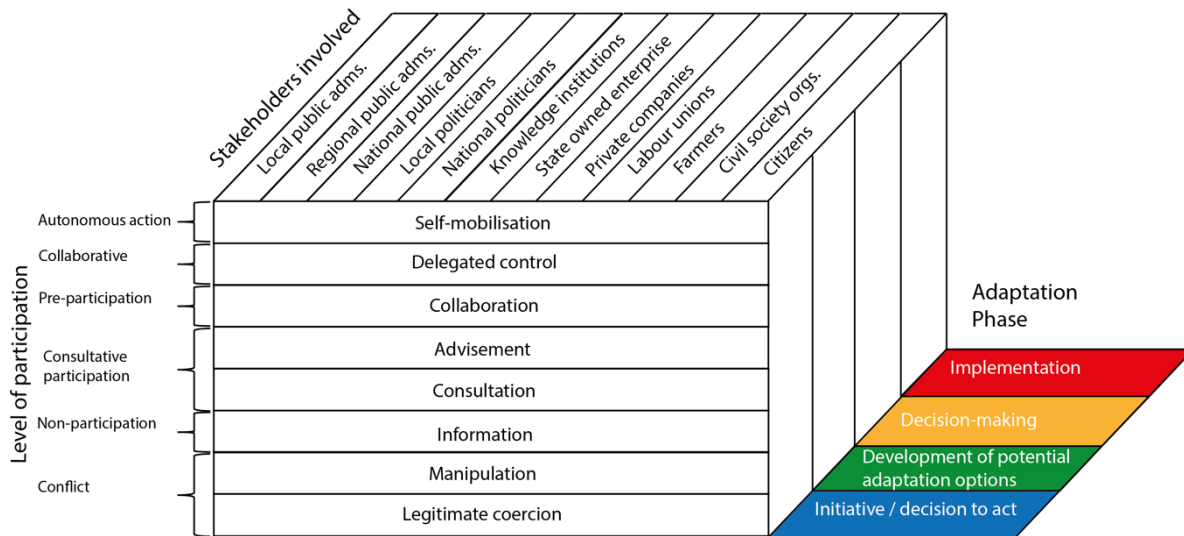 Stakeholders involved
Local public adms.
Regional public adms.
National public adms.
Local politicians
National politicians
Knowledge institutions
State owned enterprise
Private companies
Labour unions
Farmers
Civil society orgs.
Citizens
Level of participation
Autonomous action
Self-mobilisation
Collaborative
Delegated control
Pre-participation
Collaboration
Consultative
participation
Advisement
Consultation
Non-participation
Information
Conflict
Manipulation
Legitimate coercion
Adaptation
Phase
Implementation
Decision-making
Development of potential
adaptation options
Initiative / decision to act